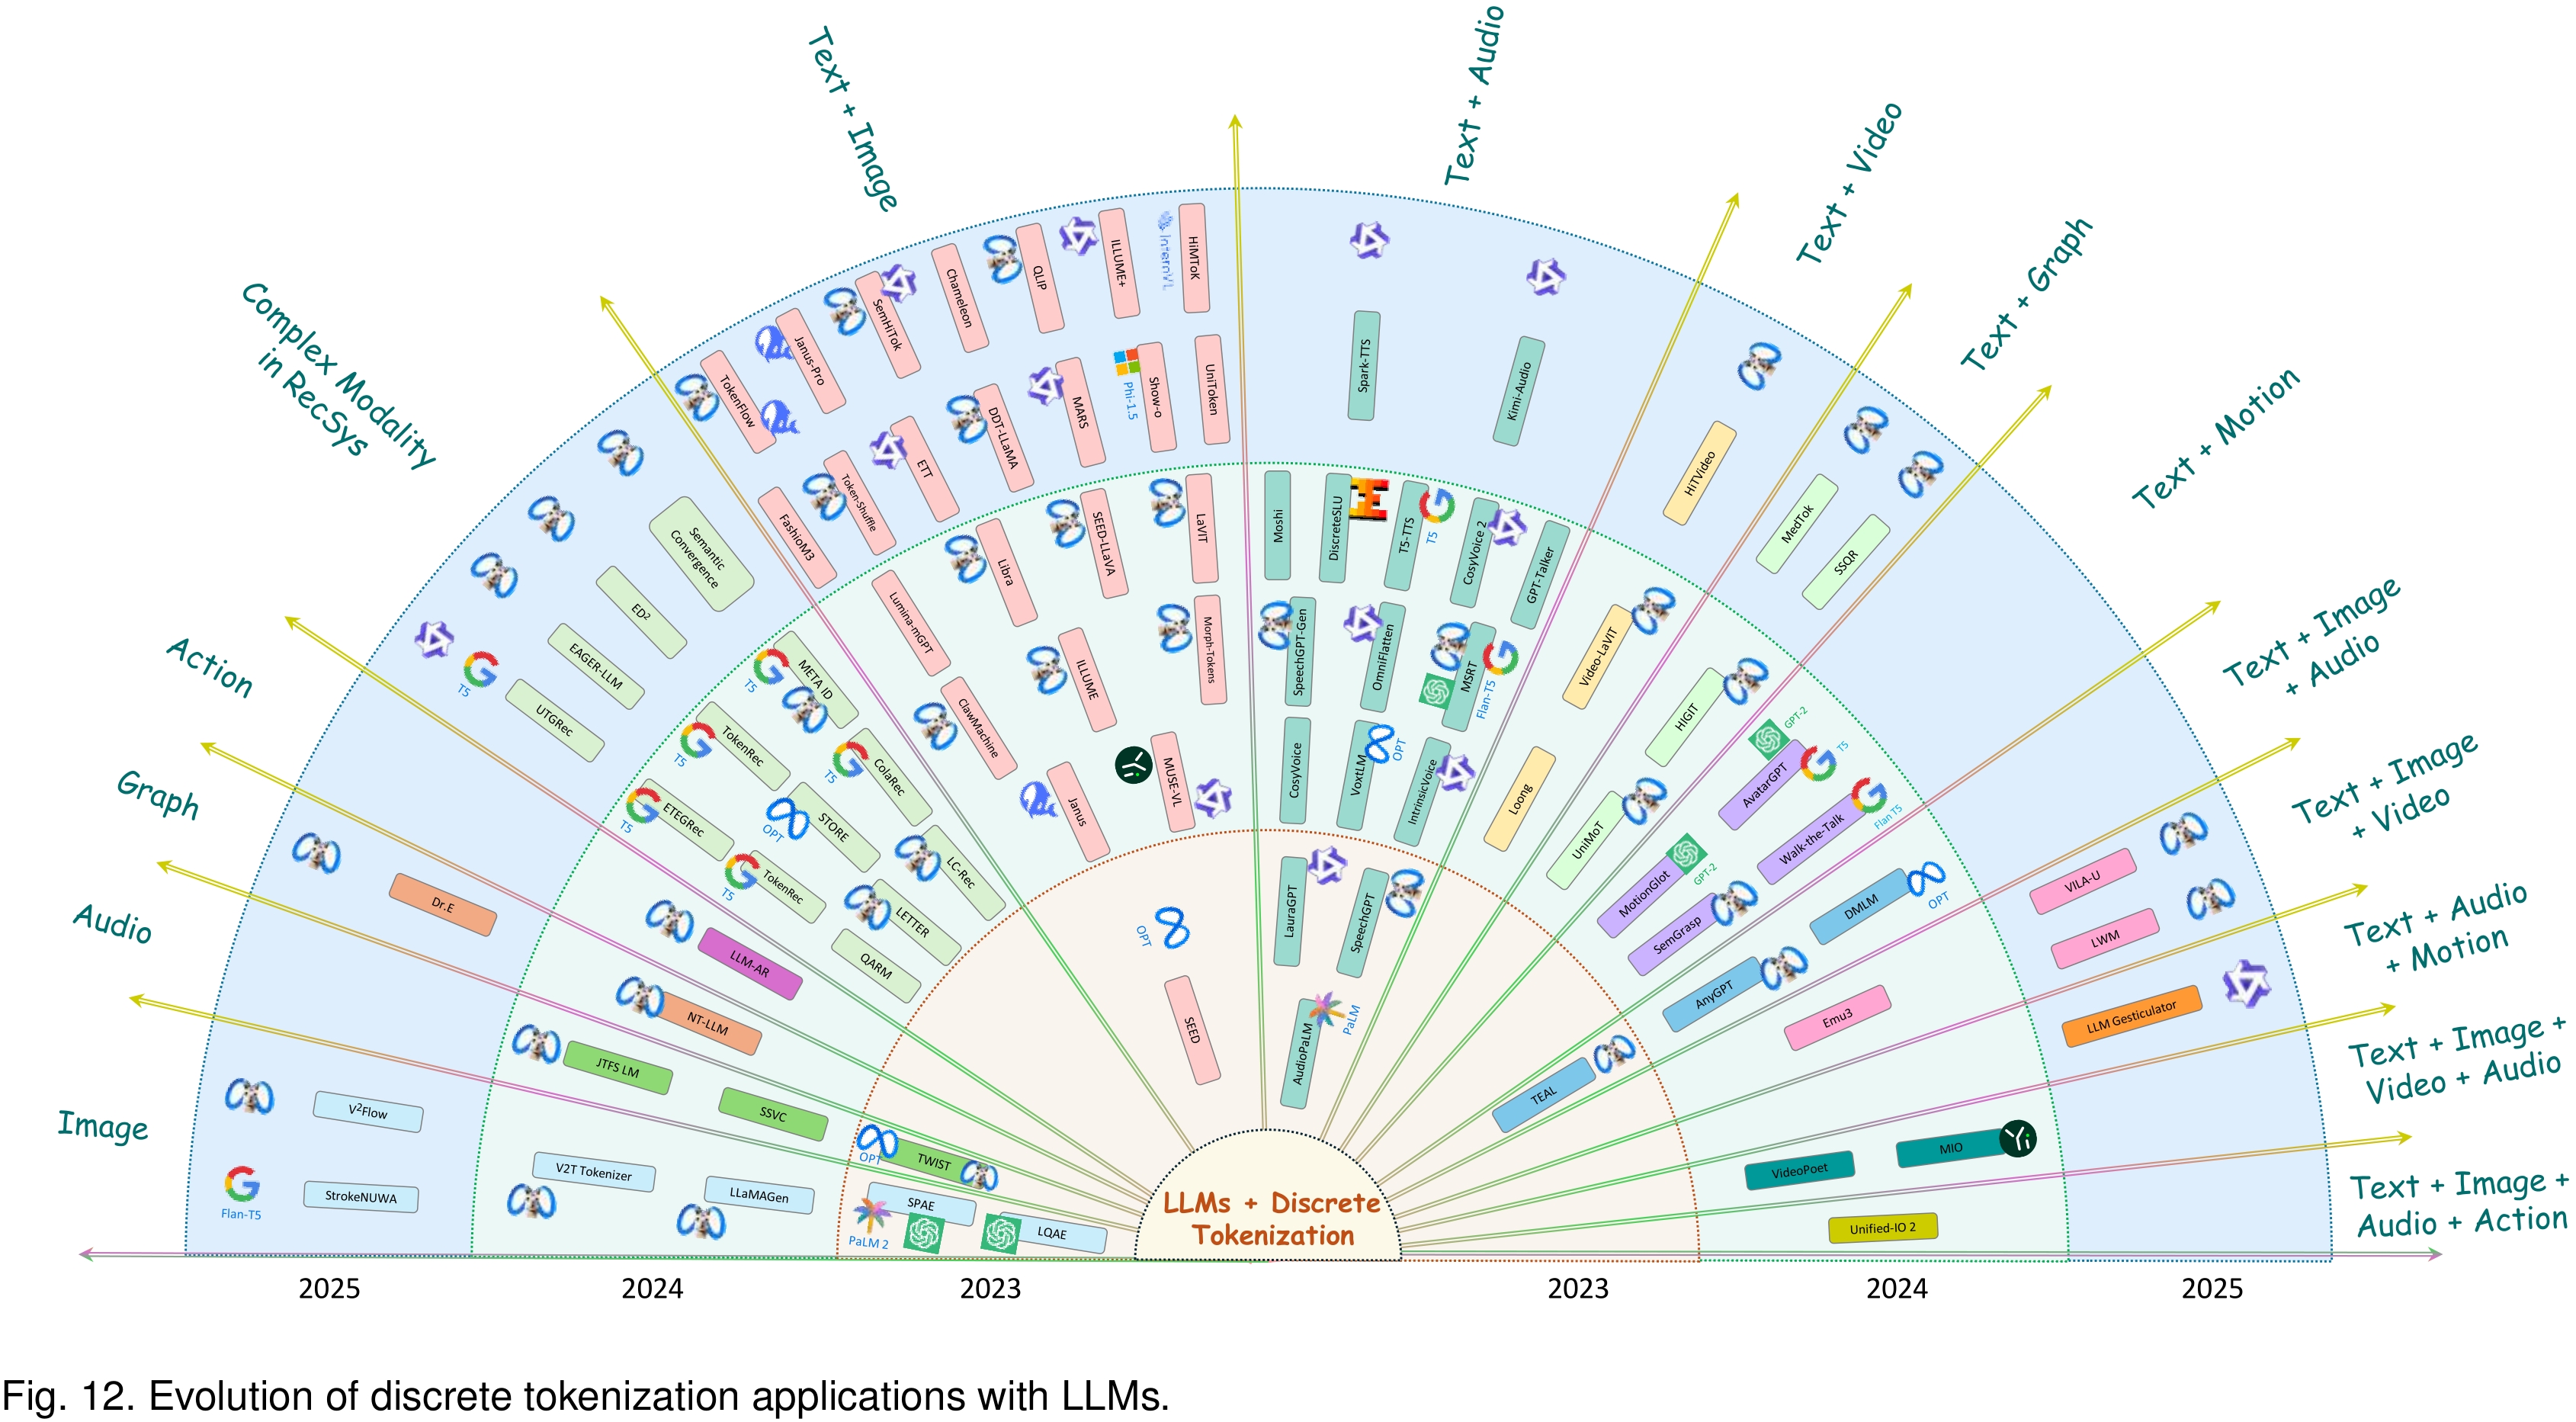 Text + Image
Text + Audio
Text + Video
Text + Graph
Text + Motion
Complex Modality
in RecSys
Action
Graph
Audio
Image
Text + Image
+ Audio
Text + Image
+ Video
Text + Audio
+ Motion
Text + Image +
Video + Audio
Text + Image +
Audio + Action
V²Flow
Flan-T5
StrokeNUWA
V2T Tokenizer
LLaMAGen
PaLM 2
SPAE
LQAE
JTFS LM
SSVC
OPT
TWIST
Dr.E
NT-LLM
LLM-AR
Semantic
Convergence
ED²
EAGER-LLM
T5
UTGRec
T5
META ID
T5
TokenRec
T5
ColaRec
T5
ETEGRec
OPT
STORE
LC-Rec
T5
TokenRec
LETTER
QARM
TokenFlow
Janus-Pro
SemHiTok
Chameleon
QLIP
ILLUME+
InternVL
HiMToK
FashioM3
Token-Shuffle
ETT
DDT-LLaMA
MARS
Phi-1.5
Show-o
UniToken
Lumina-mGPT
Libra
SEED-LLaVA
LaVIT
ClawMachine
ILLUME
Morph-Tokens
Janus
MUSE-VL
OPT
SEED
Spark-TTS
Kimi-Audio
Moshi
DiscreteSLU
T5-TTS
T5
CosyVoice 2
GPT-Talker
SpeechGPT-Gen
OmniFlatten
MSRT
Flan-T5
CosyVoice
VoxtLM
OPT
IntrinsicVoice
LauraGPT
SpeechGPT
AudioPaLM
PaLM
HiTVideo
Video-LaVIT
Loong
MedTok
SSQR
HIGIT
UniMoT
GPT-2
AvatarGPT
T5
Walk-the-Talk
Flan T5
MotionGlot
GPT-2
SemGrasp
DMLM
OPT
AnyGPT
TEAL
VILA-U
LWM
Emu3
LLM Gesticulator
VideoPoet
MIO
Unified-IO 2
LLMs + Discrete
Tokenization
2025 2024 2023 2023 2024 2025
Fig. 12. Evolution of discrete tokenization applications with LLMs.